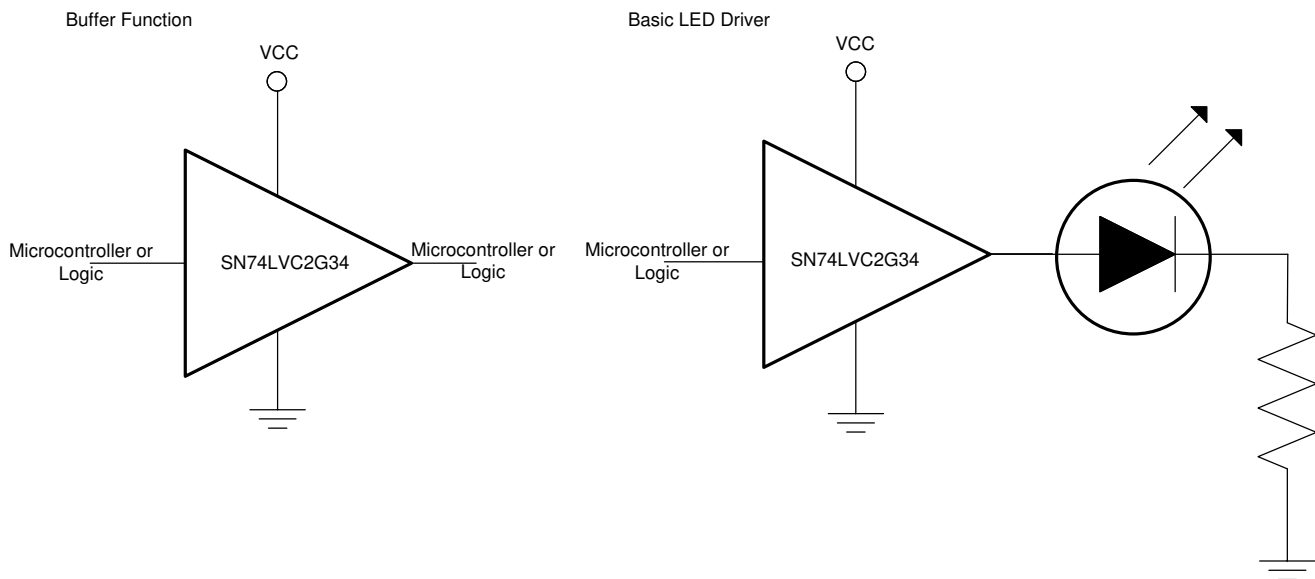 Buffer Function
VCC
Microcontroller or
Logic
SN74LVC2G34
Microcontroller or
Logic
Basic LED Driver
VCC
Microcontroller or
Logic
SN74LVC2G34